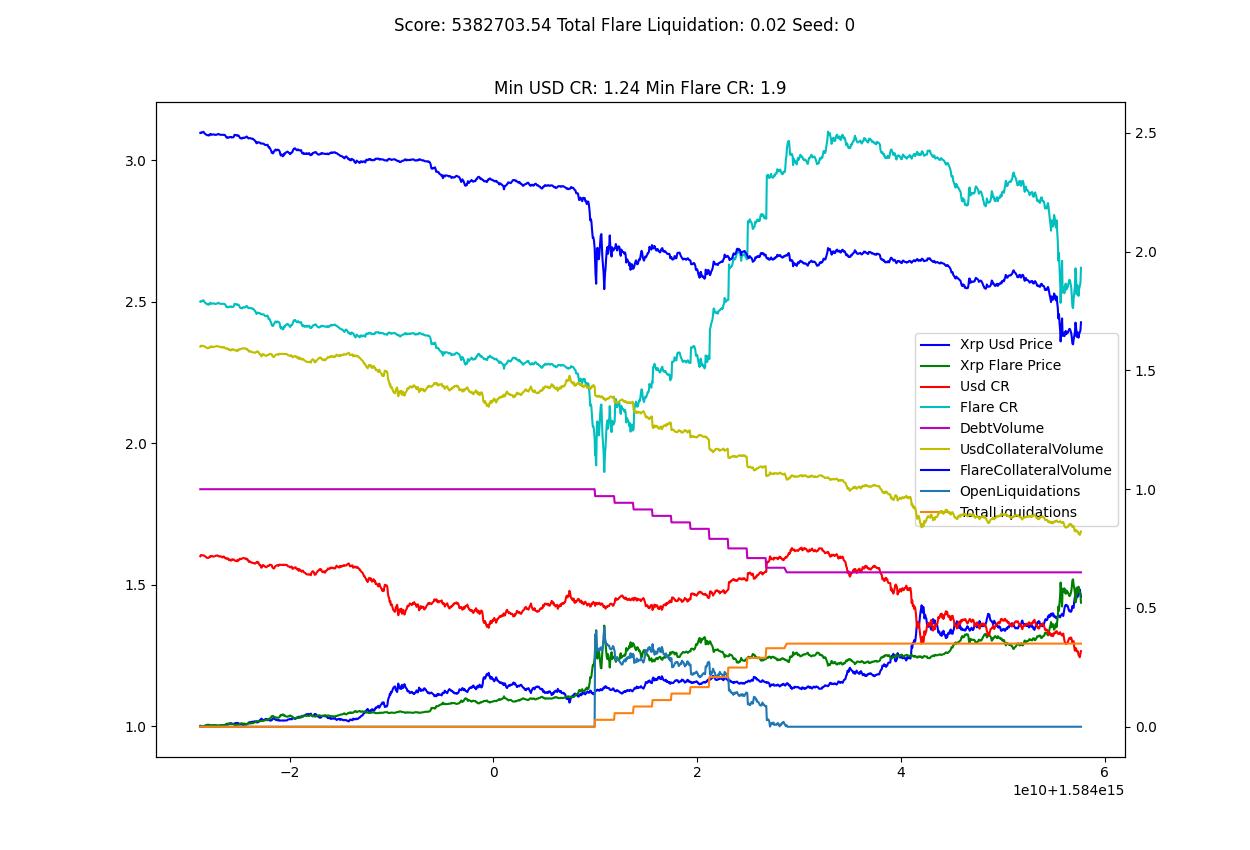 Score: 5382703.54 Total Flare Liquidation: 0.02 Seed: 0
Min USD CR: 1.24 Min Flare CR: 1.9
3.0
2.5
2.0
1.5
1.0
2.5
2.0
1.5
1.0
0.5
0.0
Xrp Usd Price
Xrp Flare Price
Usd CR
Flare CR
DebtVolume
UsdCollateralVolume
FlareCollateralVolume
OpenLiquidations
TotalLiquidations
−2 0 2 4 6
1e10+1.584e15